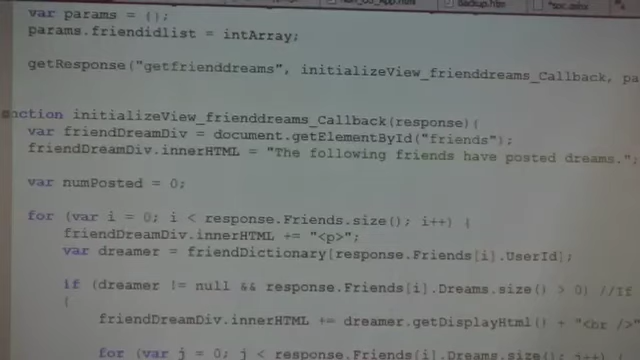 Backup.htm
var params = {};
params.friendidlist = intArray;
getResponse("getfrienddreams", initializeView_frienddreams_Callback, pa
nction initializeView_frienddreams_Callback(response){
var friendDreamDiv = document.getElementById("friends");
friendDreamDiv.innerHTML = "The following friends have posted dreams.";
var numPosted = 0;
for (var i = 0; i < response.Friends.size(); i++) {
friendDreamDiv.innerHTML += "<p>";
var dreamer = friendDictionary[response.Friends[i].UserId];
if (dreamer != null && response.Friends[i].Dreams.size() > 0) //If
{
friendDreamDiv.innerHTML += dreamer.getDisplayHtml() + "<br />"
for (var j = 0; j < response.Friends[i].Dreams.size(); j++)